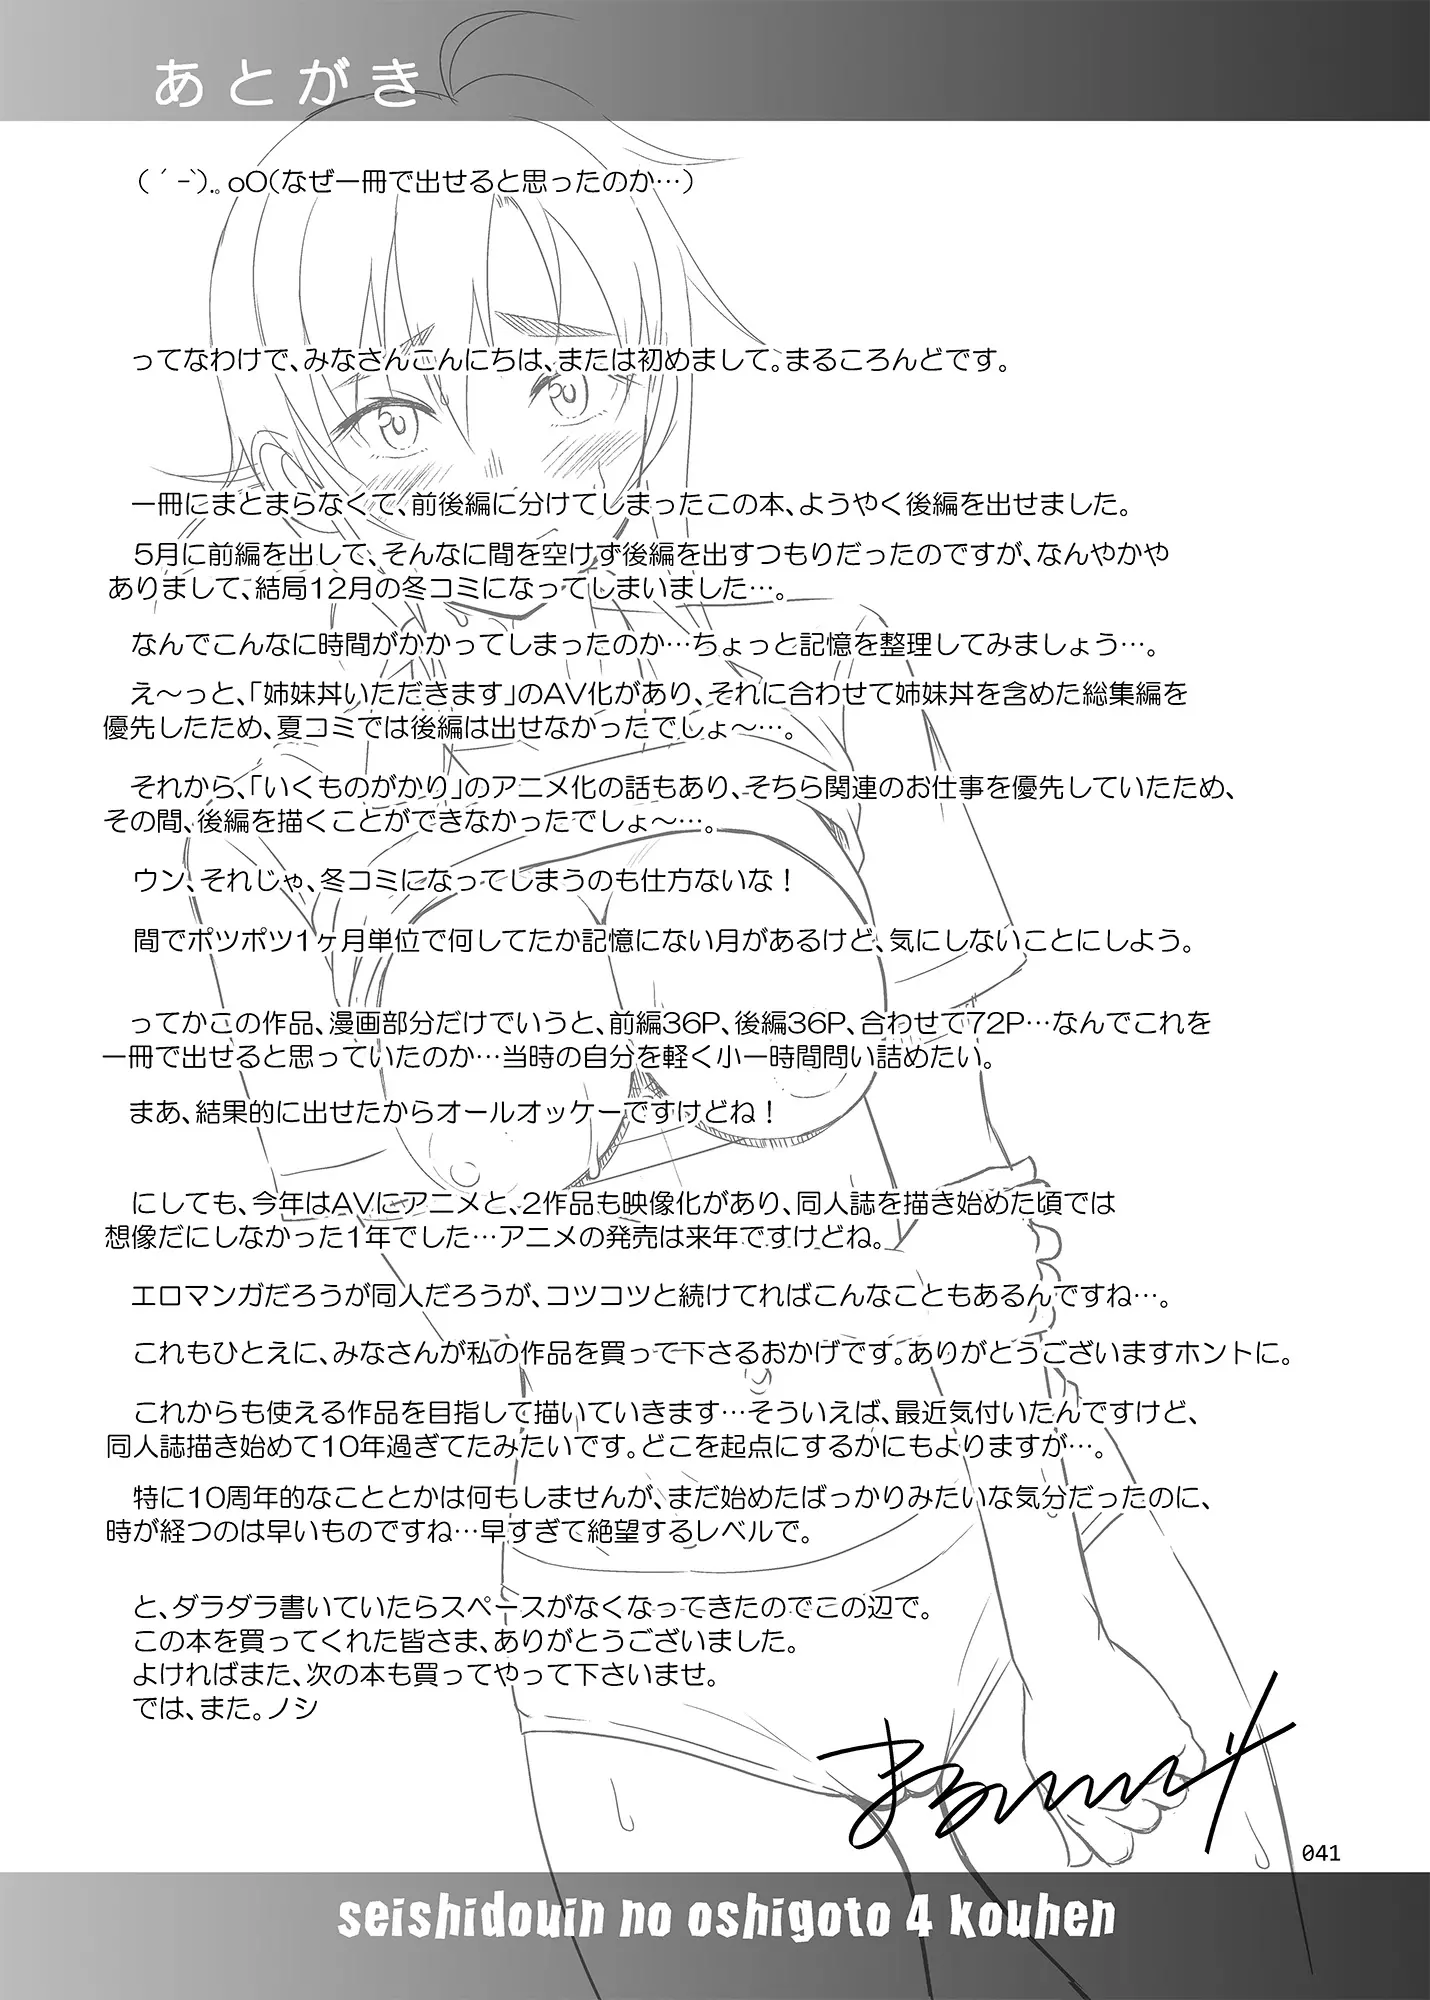 あとがき
（ ´ -`）.。oO（なぜ一冊で出せると思ったのか…）
ってなわけで、みなさんこんにちは、または初めまして。まるころんどです。
一冊にまとまらなくて、前後編に分けてしまったこの本、ようやく後編を出せました。
5月に前編を出して、そんなに間を空けず後編を出すつもりだったのですが、なんやかや
ありまして、結局12月の冬コミになってしまいました…。
なんでこんなに時間がかかってしまったのか…ちょっと記憶を整理してみましょう…。
え〜っと、「姉妹丼いただきます」のAV化があり、それに合わせて姉妹丼を含めた総集編を
優先したため、夏コミでは後編は出せなかったでしょ〜…。
それから、「いくものがかり」のアニメ化の話もあり、そちら関連のお仕事を優先していたため、
その間、後編を描くことができなかったでしょ〜…。
ウン、それじゃ、冬コミになってしまうのも仕方ないな！
間でポツポツ1ヶ月単位で何してたか記憶にない月があるけど、気にしないことにしよう。
ってかこの作品、漫画部分だけでいうと、前編36P、後編36P、合わせて72P…なんでこれを
一冊で出せると思っていたのか…当時の自分を軽く小一時間問い詰めたい。
まあ、結果的に出せたからオールオッケーですけどね！
にしても、今年はAVにアニメと、2作品も映像化があり、同人誌を描き始めた頃では
想像だにしなかった1年でした…アニメの発売は来年ですけどね。
エロマンガだろうが同人だろうが、コツコツと続けてればこんなこともあるんですね…。
これもひとえに、みなさんが私の作品を買って下さるおかげです。ありがとうございますホントに。
これからも使える作品を目指して描いていきます…そういえば、最近気付いたんですけど、
同人誌描き始めて10年過ぎてたみたいです。どこを起点にするかにもよりますが…。
特に10周年的なこととかは何もしませんが、まだ始めたばっかりみたいな気分だったのに、
時が経つのは早いものですね…早すぎて絶望するレベルで。
と、ダラダラ書いていたらスペースがなくなってきたのでこの辺で。
この本を買ってくれた皆さま、ありがとうございました。
よければまた、次の本も買ってやって下さいませ。
では、また。ノシ
041
seishidouin no oshigoto 4 kouhen